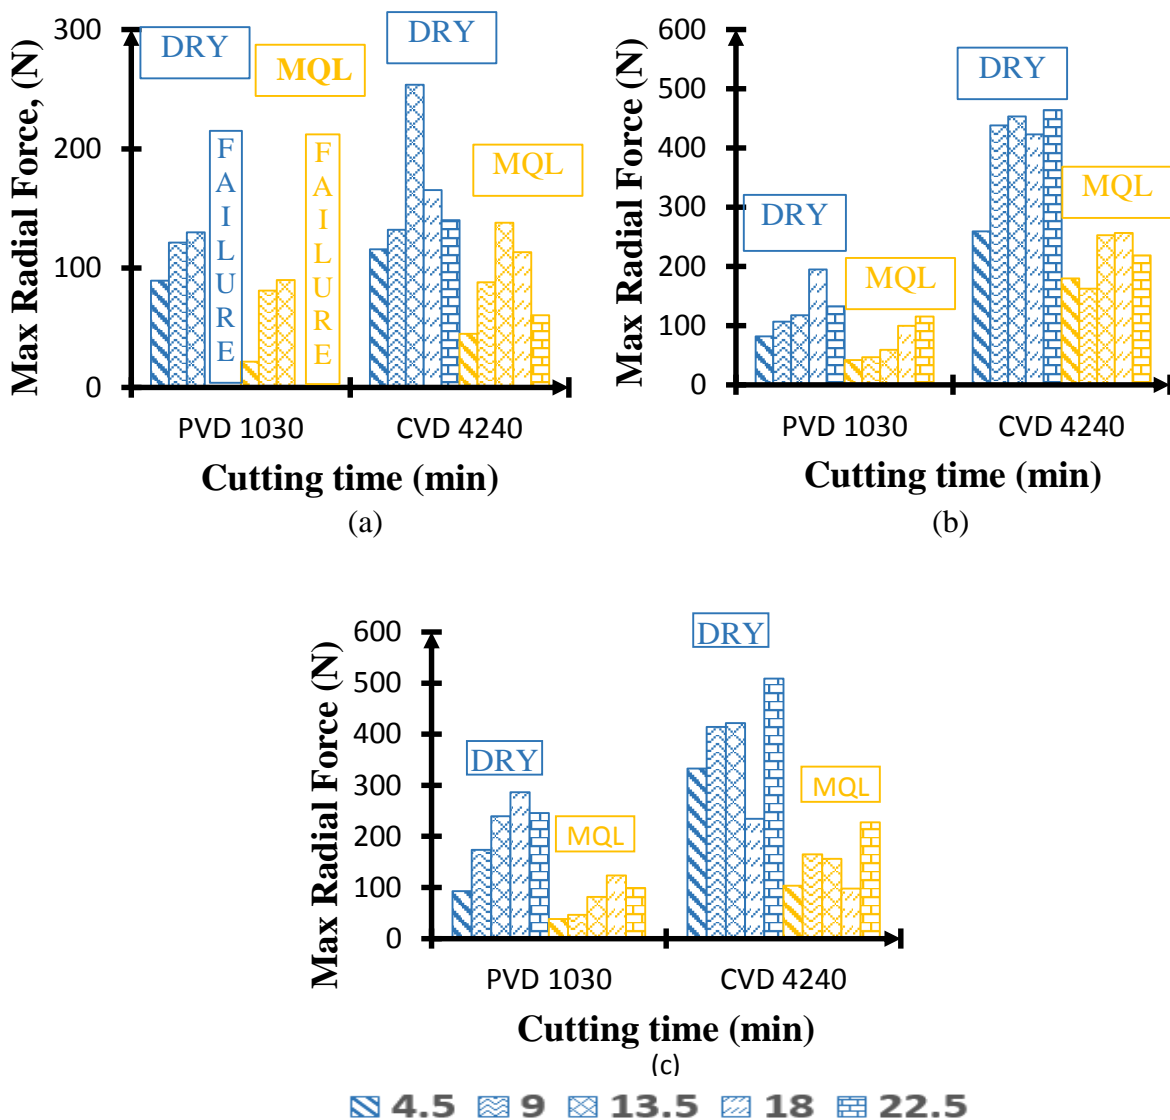 Max Radial Force, (N)
300
200
100
0
DRY
MQL
DRY
MQL
FAILURE
FAILURE
PVD 1030
CVD 4240
Cutting time (min)
(a)
Max Radial Force (N)
600
500
400
300
200
100
0
DRY
MQL
DRY
MQL
PVD 1030
CVD 4240
Cutting time (min)
(b)
Max Radial Force (N)
600
500
400
300
200
100
0
DRY
MQL
DRY
MQL
PVD 1030
CVD 4240
Cutting time (min)
(c)
4.5 9 13.5 18 22.5